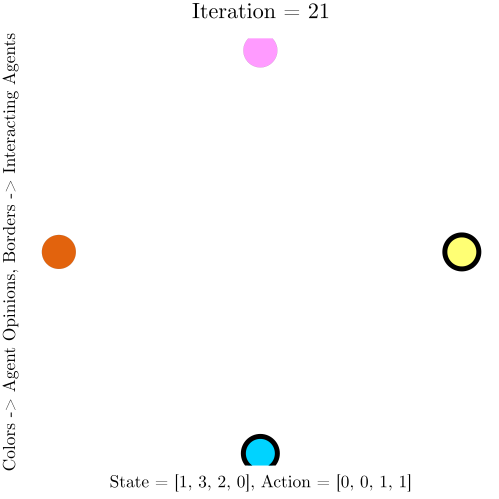 Iteration = 21
Colors -> Agent Opinions, Borders -> Interacting Agents
State = [1, 3, 2, 0], Action = [0, 0, 1, 1]